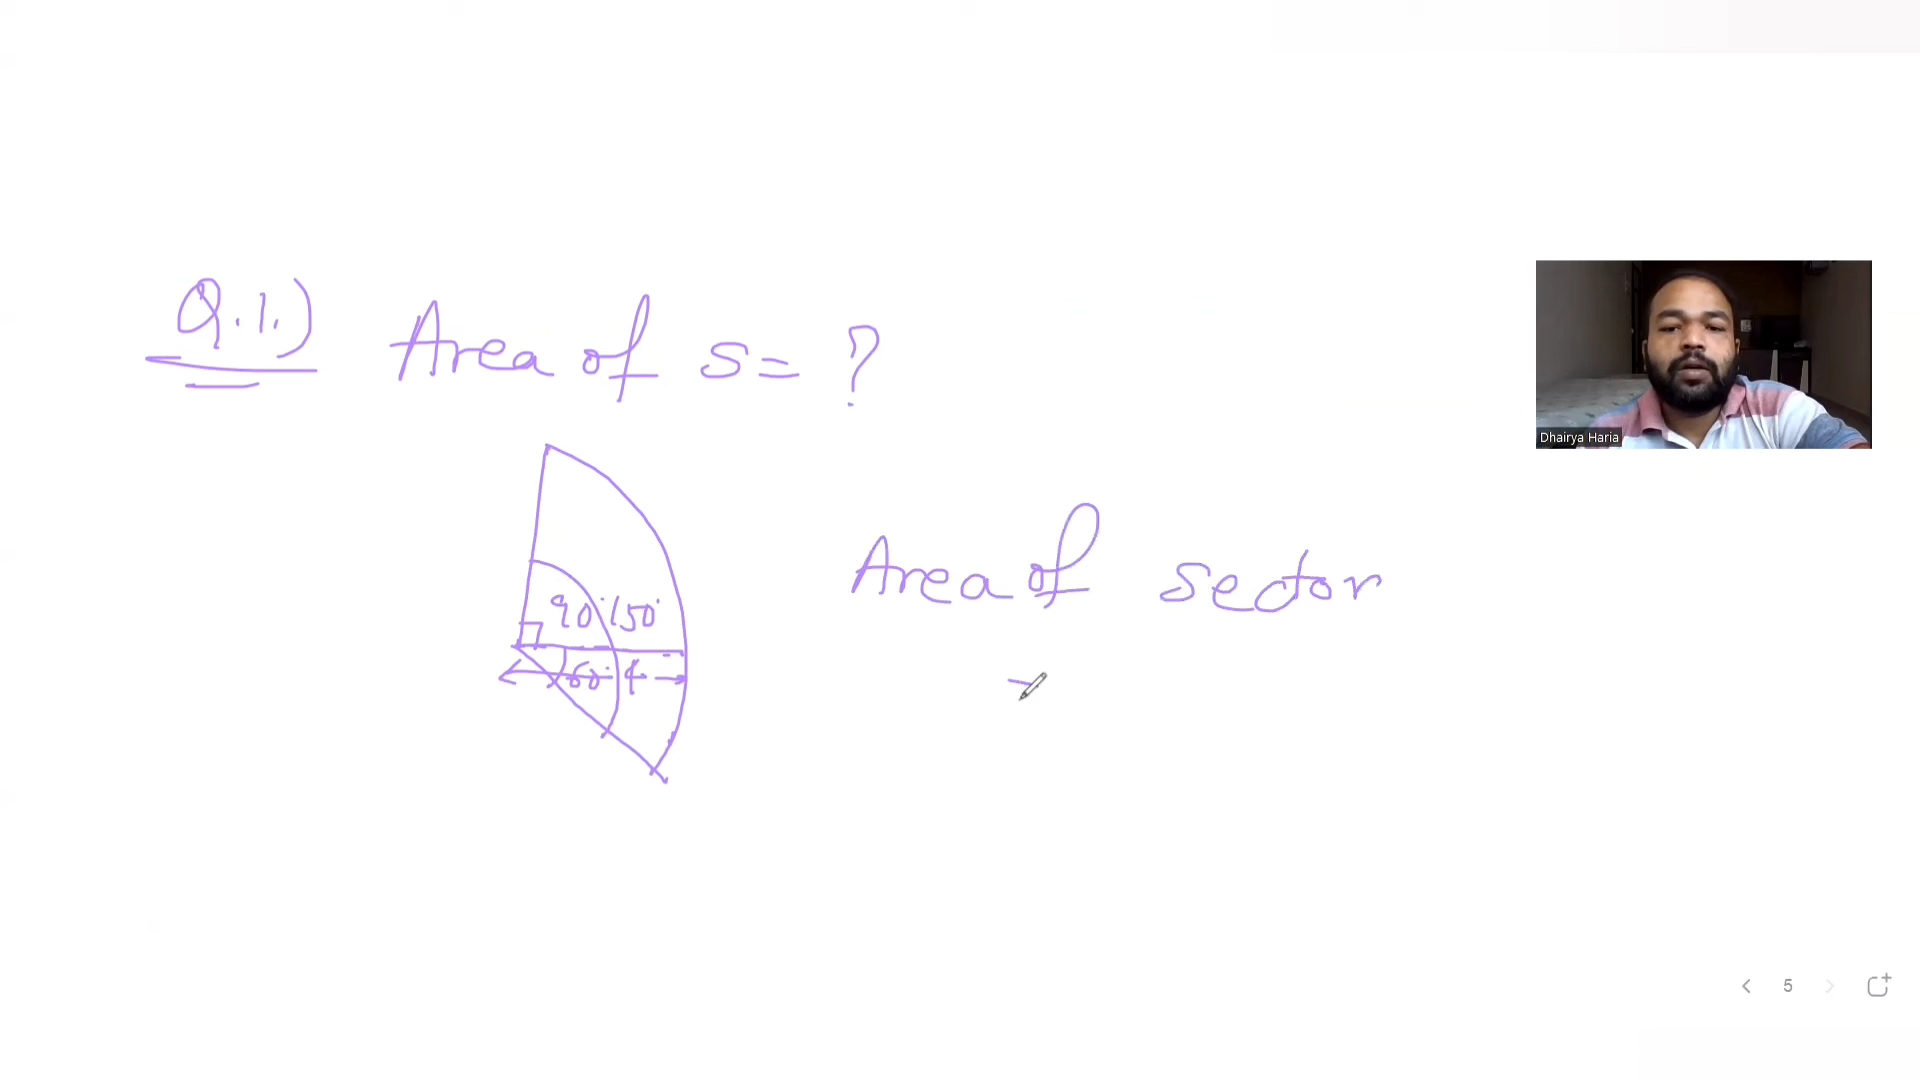 Q.1.) Area of s= ?
Dhairya Haria
Area of sector
90° 150°
60° 4
5